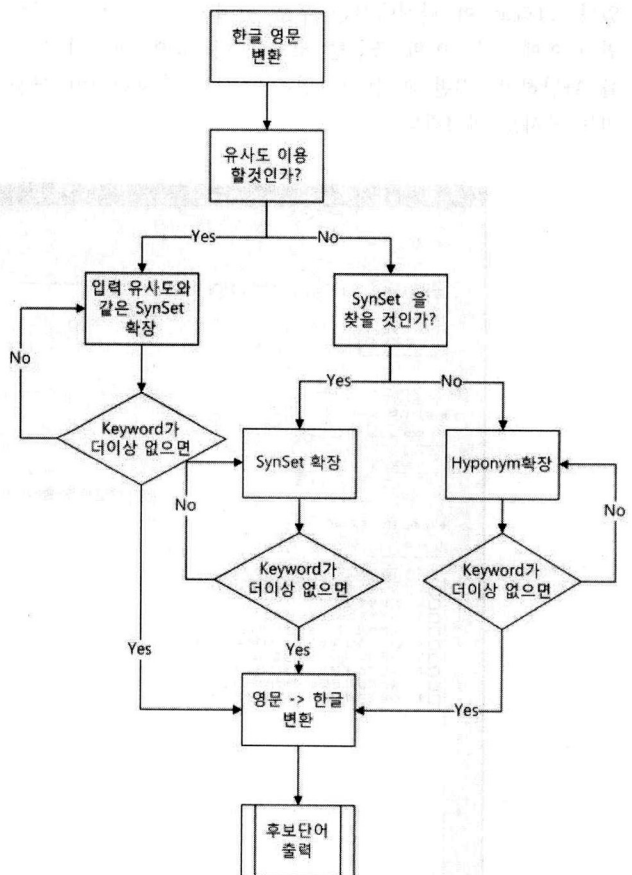 한글 영문
변환
유사도 이용
할것인가?
Yes
No
입력 유사도와
같은 SynSet
확장
SynSet 을
찾을 것인가?
No
Yes
No
Keyword가
더이상 없으면
SynSet 확장
Hyponym확장
No
No
Keyword가
더이상 없으면
Keyword가
더이상 없으면
Yes
Yes
영문 -> 한글
변환
Yes
후보단어
출력